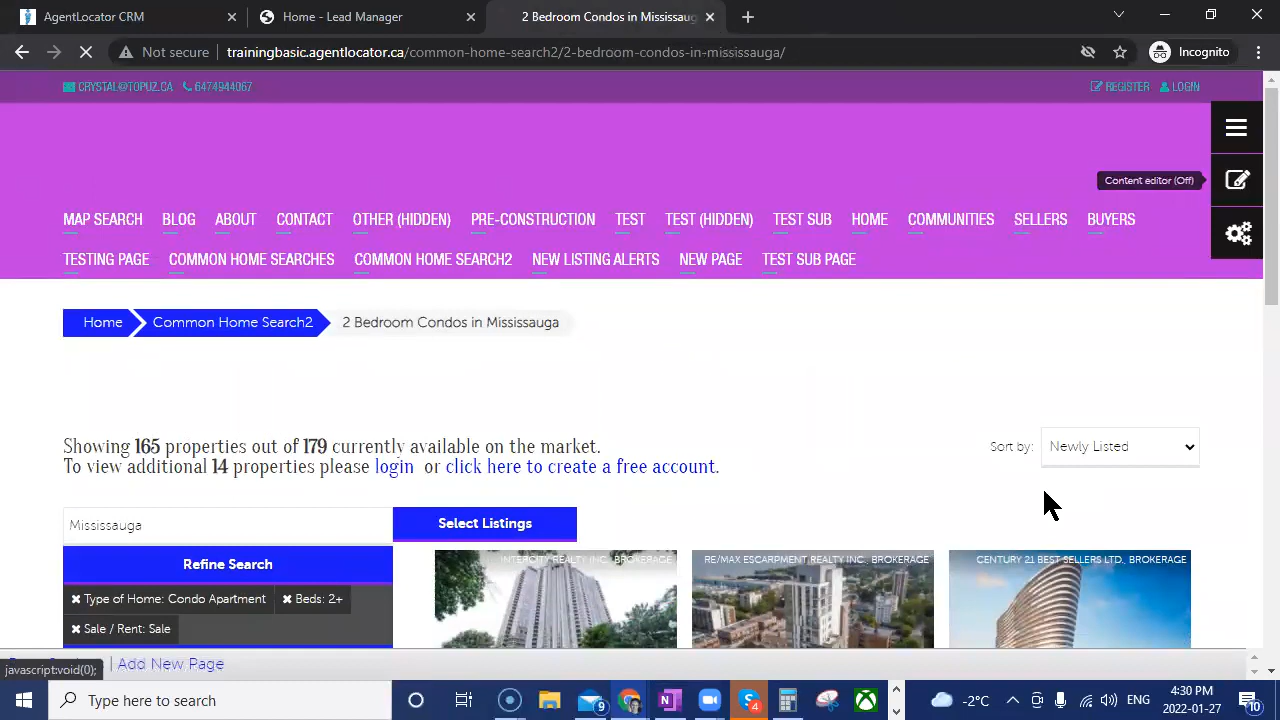 AgentLocator CRM
Home - Lead Manager
2 Bedroom Condos in Mississaug
Not secure
trainingbasic.agentlocator.ca/common-home-search2/2-bedroom-condos-in-mississauga/
Incognito
CRYSTAL@TOPUZ.CA 6474944067
REGISTER LOGIN
Content editor (Off)
MAP SEARCH BLOG ABOUT CONTACT OTHER (HIDDEN) PRE-CONSTRUCTION TEST TEST (HIDDEN) TEST SUB HOME COMMUNITIES SELLERS BUYERS
TESTING PAGE COMMON HOME SEARCHES COMMON HOME SEARCH2 NEW LISTING ALERTS NEW PAGE TEST SUB PAGE
Home Common Home Search2 2 Bedroom Condos in Mississauga
Showing 165 properties out of 179 currently available on the market.
To view additional 14 properties please login or click here to create a free account.
Sort by: Newly Listed
Mississauga
Select Listings
Refine Search
INTERCITY REALTY INC., BROKERAGE
RE/MAX ESCARPMENT REALTY INC., BROKERAGE
CENTURY 21 BEST SELLERS LTD., BROKERAGE
Type of Home: Condo Apartment
Beds: 2+
Sale / Rent: Sale
| Add New Page
javascript:void(0);
Type here to search
9
4
-2°C
ENG
4:30 PM
2022-01-27
10